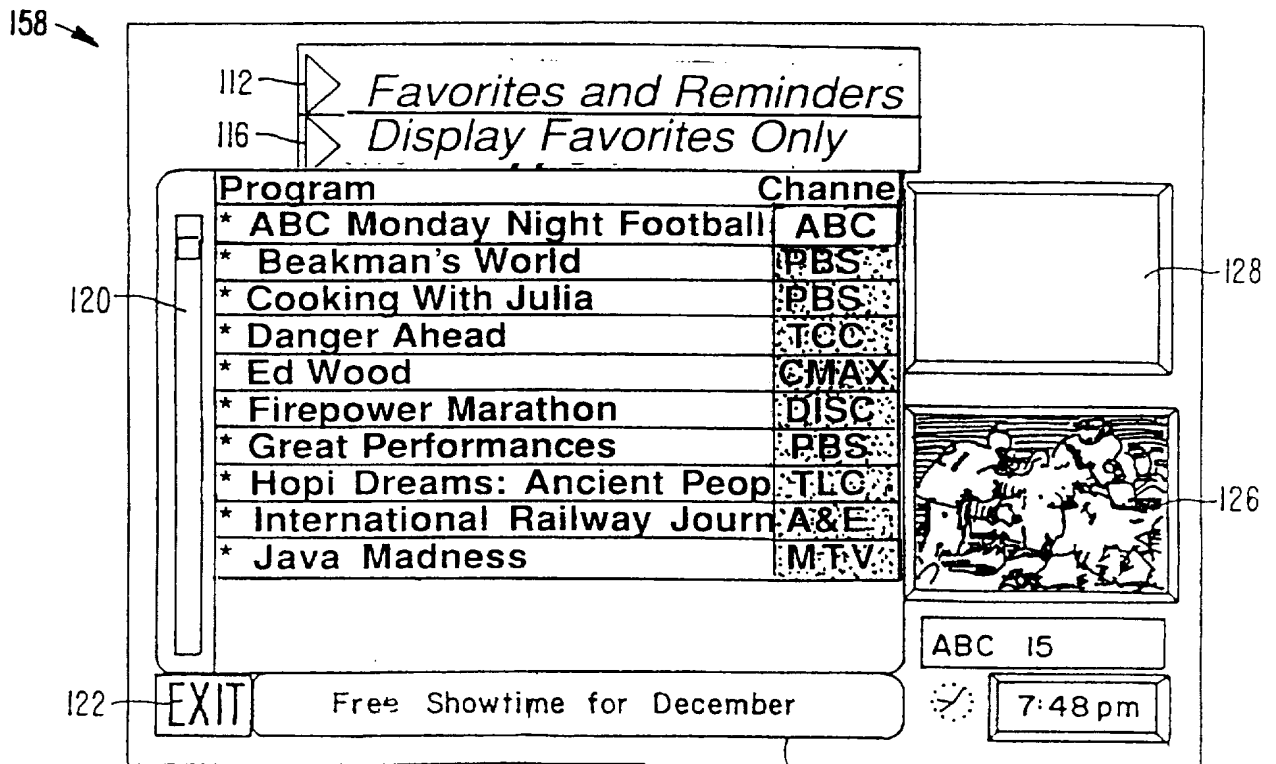 158
112
Favorites and Reminders
116
Display Favorites Only
Program Channe
* ABC Monday Night Football ABC
* Beakman's World PBS
* Cooking With Julia PBS
* Danger Ahead TCC
* Ed Wood CMAX
* Firepower Marathon DISC
* Great Performances PBS
* Hopi Dreams: Ancient Peop TLC
* International Railway Journ A&E
* Java Madness MTV
120
128
126
ABC 15
122
EXIT
Free Showtime for December
7:48 pm